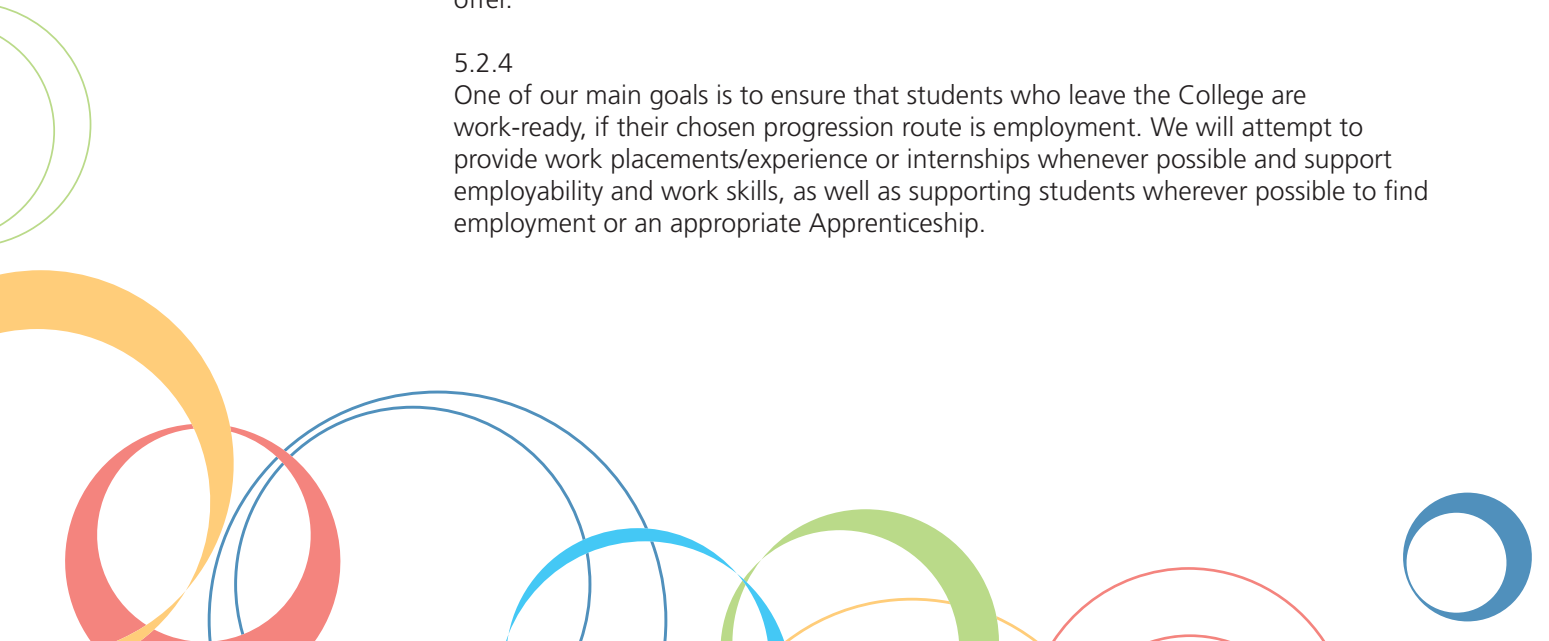 offer.
5.2.4
One of our main goals is to ensure that students who leave the College are
work-ready, if their chosen progression route is employment. We will attempt to
provide work placements/experience or internships whenever possible and support
employability and work skills, as well as supporting students wherever possible to find
employment or an appropriate Apprenticeship.